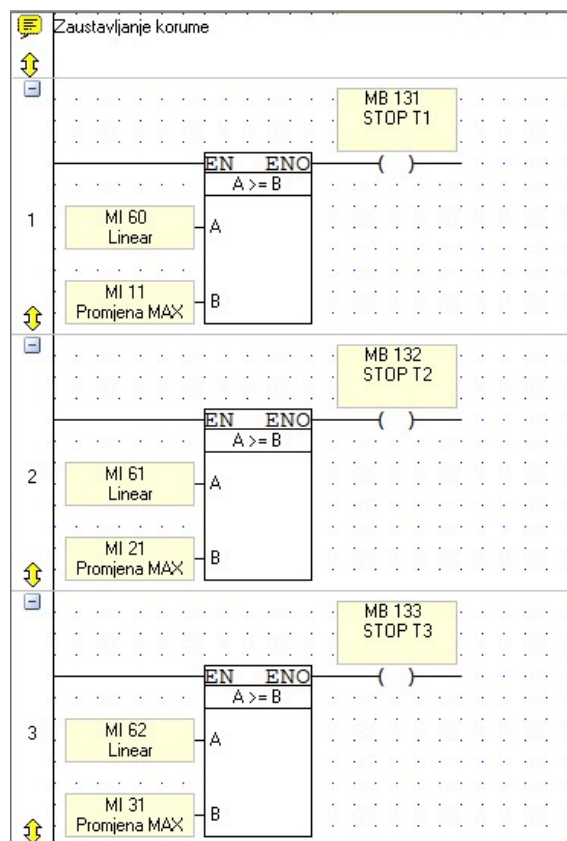 Zaustavljanje korume
MB 131
STOP T1
EN ENO
A >= B
1
MI 60
Linear
A
MI 11
Promjena MAX
B
MB 132
STOP T2
EN ENO
A >= B
2
MI 61
Linear
A
MI 21
Promjena MAX
B
MB 133
STOP T3
EN ENO
A >= B
3
MI 62
Linear
A
MI 31
Promjena MAX
B